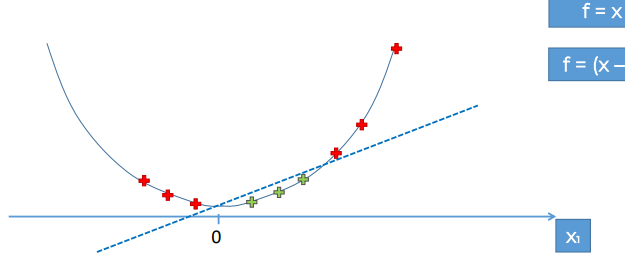 f = x
f = (x –
0
x₁